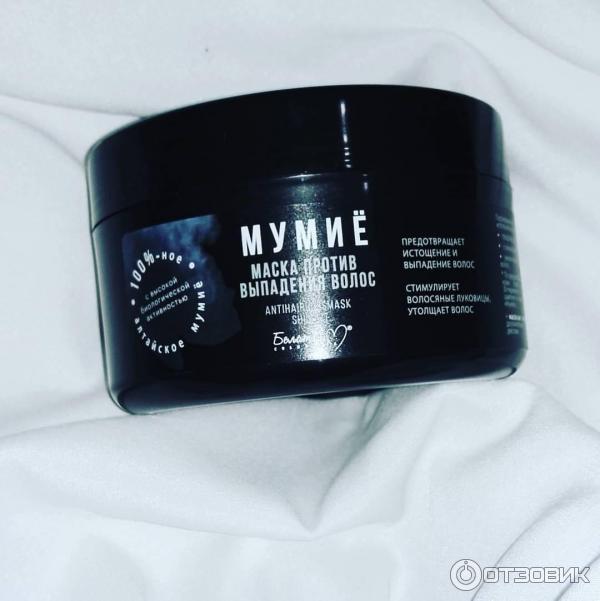 100%-ное
алтайское мумиё
с высокой
биологической
активностью
МУМИЁ
МАСКА ПРОТИВ
ВЫПАДЕНИЯ ВОЛОС
MASK
ПРЕДОТВРАЩАЕТ
ИСТОЩЕНИЕ И
ВЫПАДЕНИЕ ВОЛОС
СТИМУЛИРУЕТ
ВОЛОСЯНЫЕ ЛУКОВИЦЫ,
УТОЛЩАЕТ ВОЛОС
ОТЗОВИК